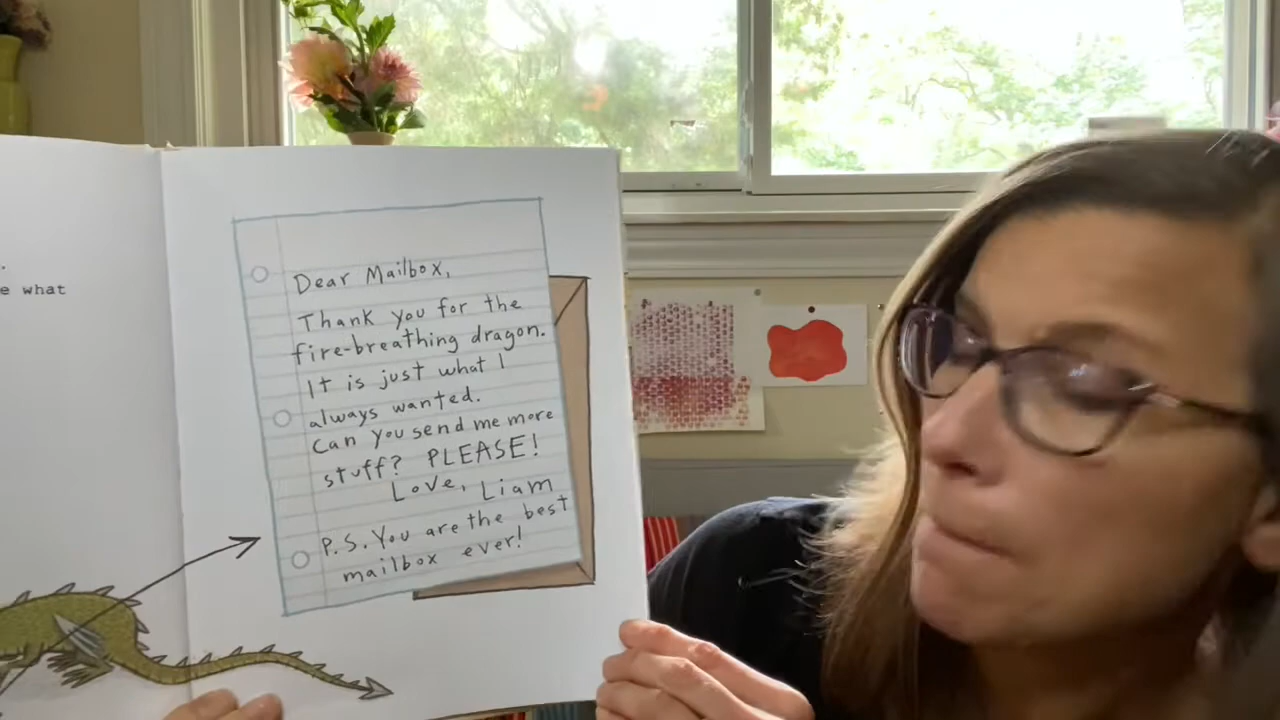 .
e what
Dear Mailbox,
Thank you for the
fire-breathing dragon.
It is just what I
always wanted.
Can you send me more
stuff? PLEASE!
Love, Liam
P.S. You are the best
mailbox ever!